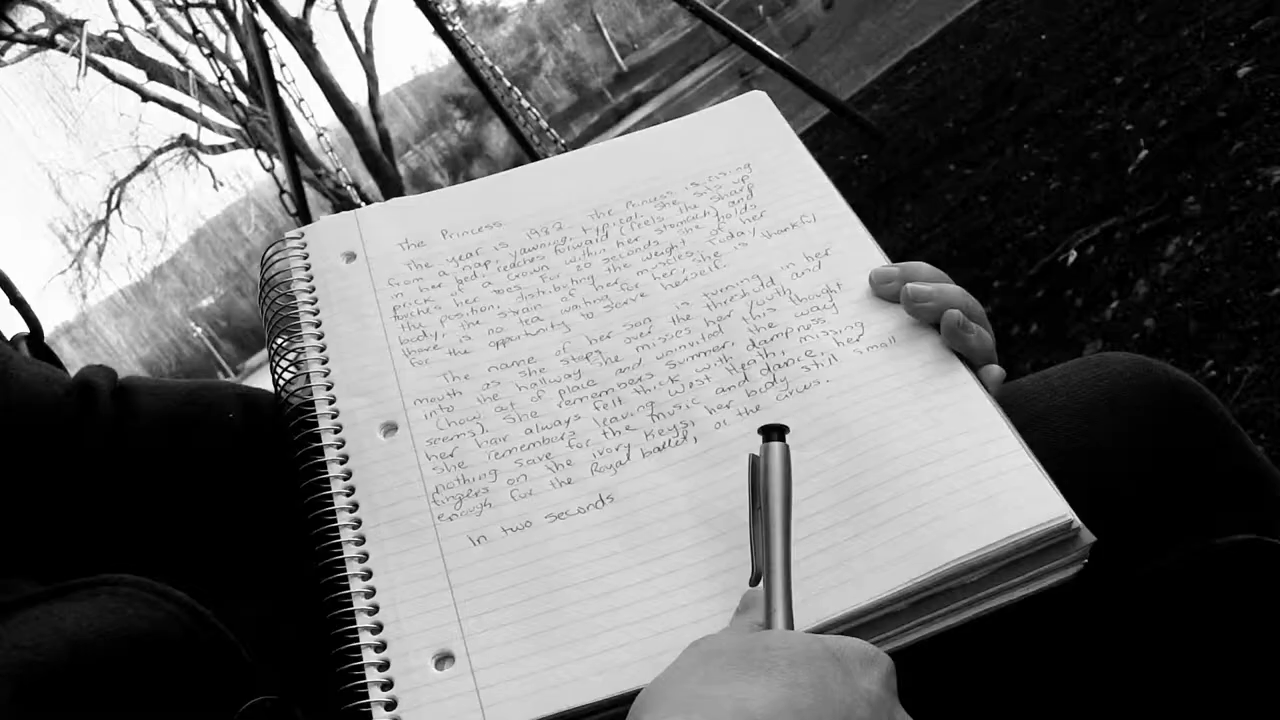 The Princess
The year is 1982. The Princess is rising
from a nap, yawning, typical. She sits up
in her bed, reaches forward (feels the sharp
prick of a crown within her stomach) and
touches her toes. For 20 seconds she holds
the position, distributing the weight of her
body, the strain of her muscles. Today
there is no tea waiting for her, she is thankful
for the opportunity to serve herself.
The name of her son is turning in her
mouth as she steps over the threshold and
into the hallway. She misses her youth
(how out of place and wanwild this thought
seems). She remembers summer, the way
her hair always felt thick with dampness
She remembers leaving West Heath, missing
nothing save for the music and dance, her
fingers on the ivory keys, her body still small
enough for the Royal ballet, or the circus.
In two seconds